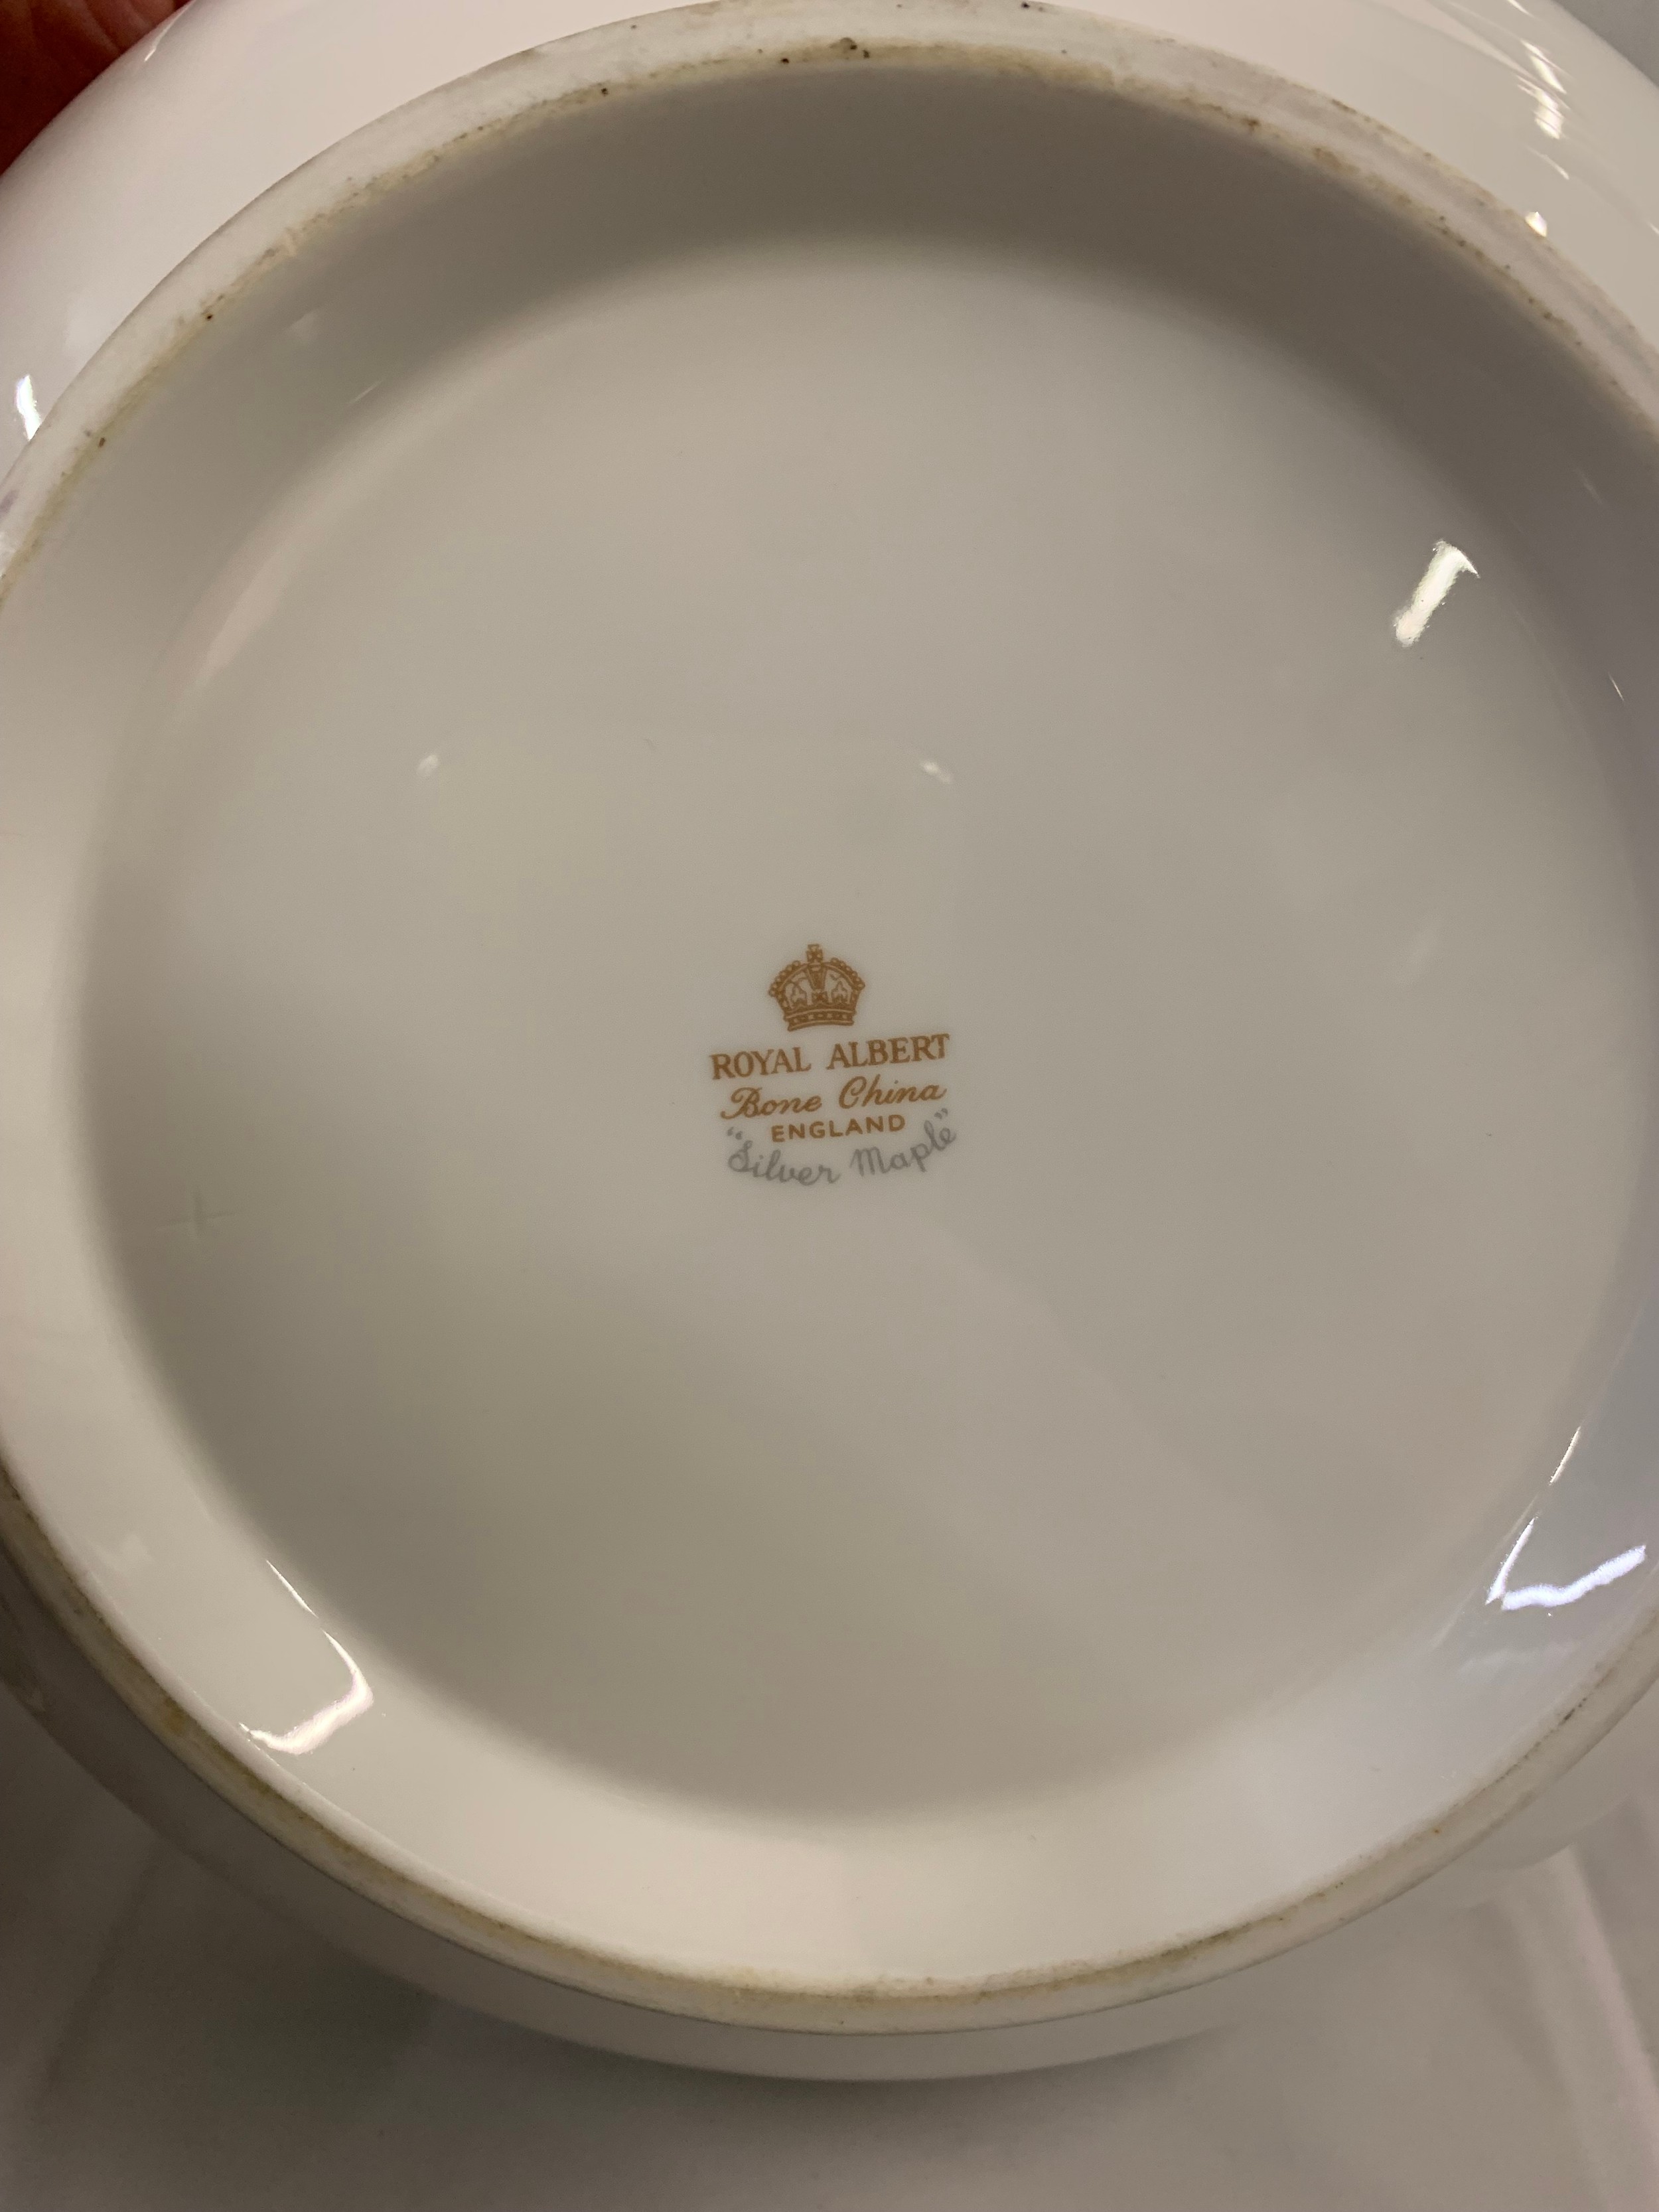 ROYAL ALBERT
Bone China
ENGLAND
"Silver Maple"